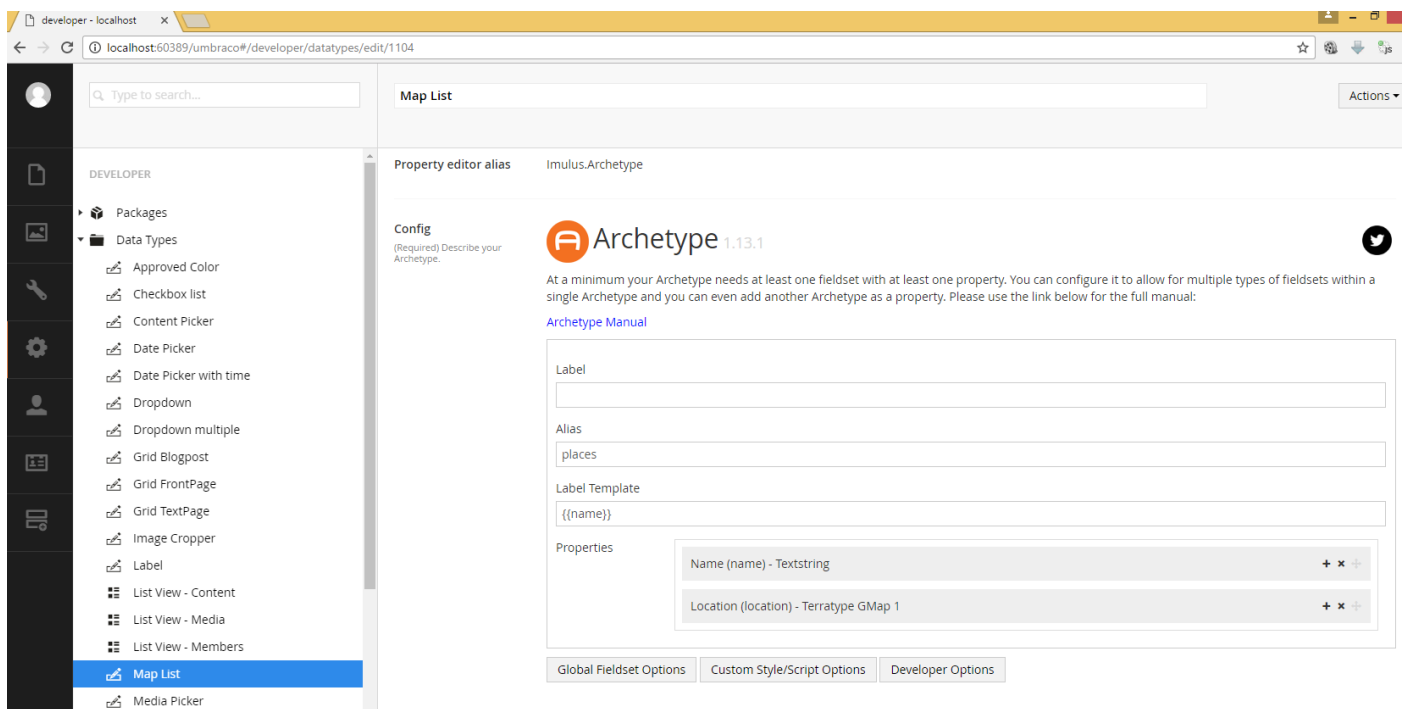 developer - localhost
localhost:60389/umbraco#/developer/datatypes/edit/1104
js
Type to search...
Map List
Actions
DEVELOPER
Packages
Data Types
Approved Color
Checkbox list
Content Picker
Date Picker
Date Picker with time
Dropdown
Dropdown multiple
Grid Blogpost
Grid FrontPage
Grid TextPage
Image Cropper
Label
List View - Content
List View - Media
List View - Members
Map List
Media Picker
Property editor alias
Imulus.Archetype
Config
(Required) Describe your
Archetype.
Archetype 1.13.1
At a minimum your Archetype needs at least one fieldset with at least one property. You can configure it to allow for multiple types of fieldsets within a
single Archetype and you can even add another Archetype as a property. Please use the link below for the full manual:
Archetype Manual
Label
Alias
places
Label Template
{{name}}
Properties
Name (name) - Textstring
Location (location) - Terratype GMap 1
Global Fieldset Options
Custom Style/Script Options
Developer Options